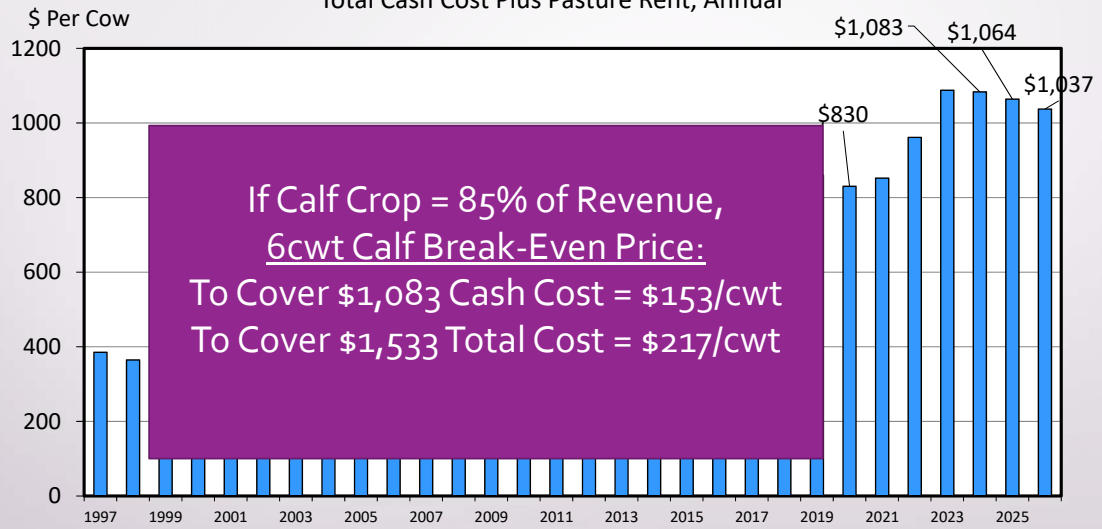 Total Cash Cost Plus Pasture Rent, Annual
$ Per Cow
$1,083
$1,064
$1,037
$830
1200
1000
800
600
400
200
0
If Calf Crop = 85% of Revenue,
6cwt Calf Break-Even Price:
To Cover $1,083 Cash Cost = $153/cwt
To Cover $1,533 Total Cost = $217/cwt
1997 1999 2001 2003 2005 2007 2009 2011 2013 2015 2017 2019 2021 2023 2025